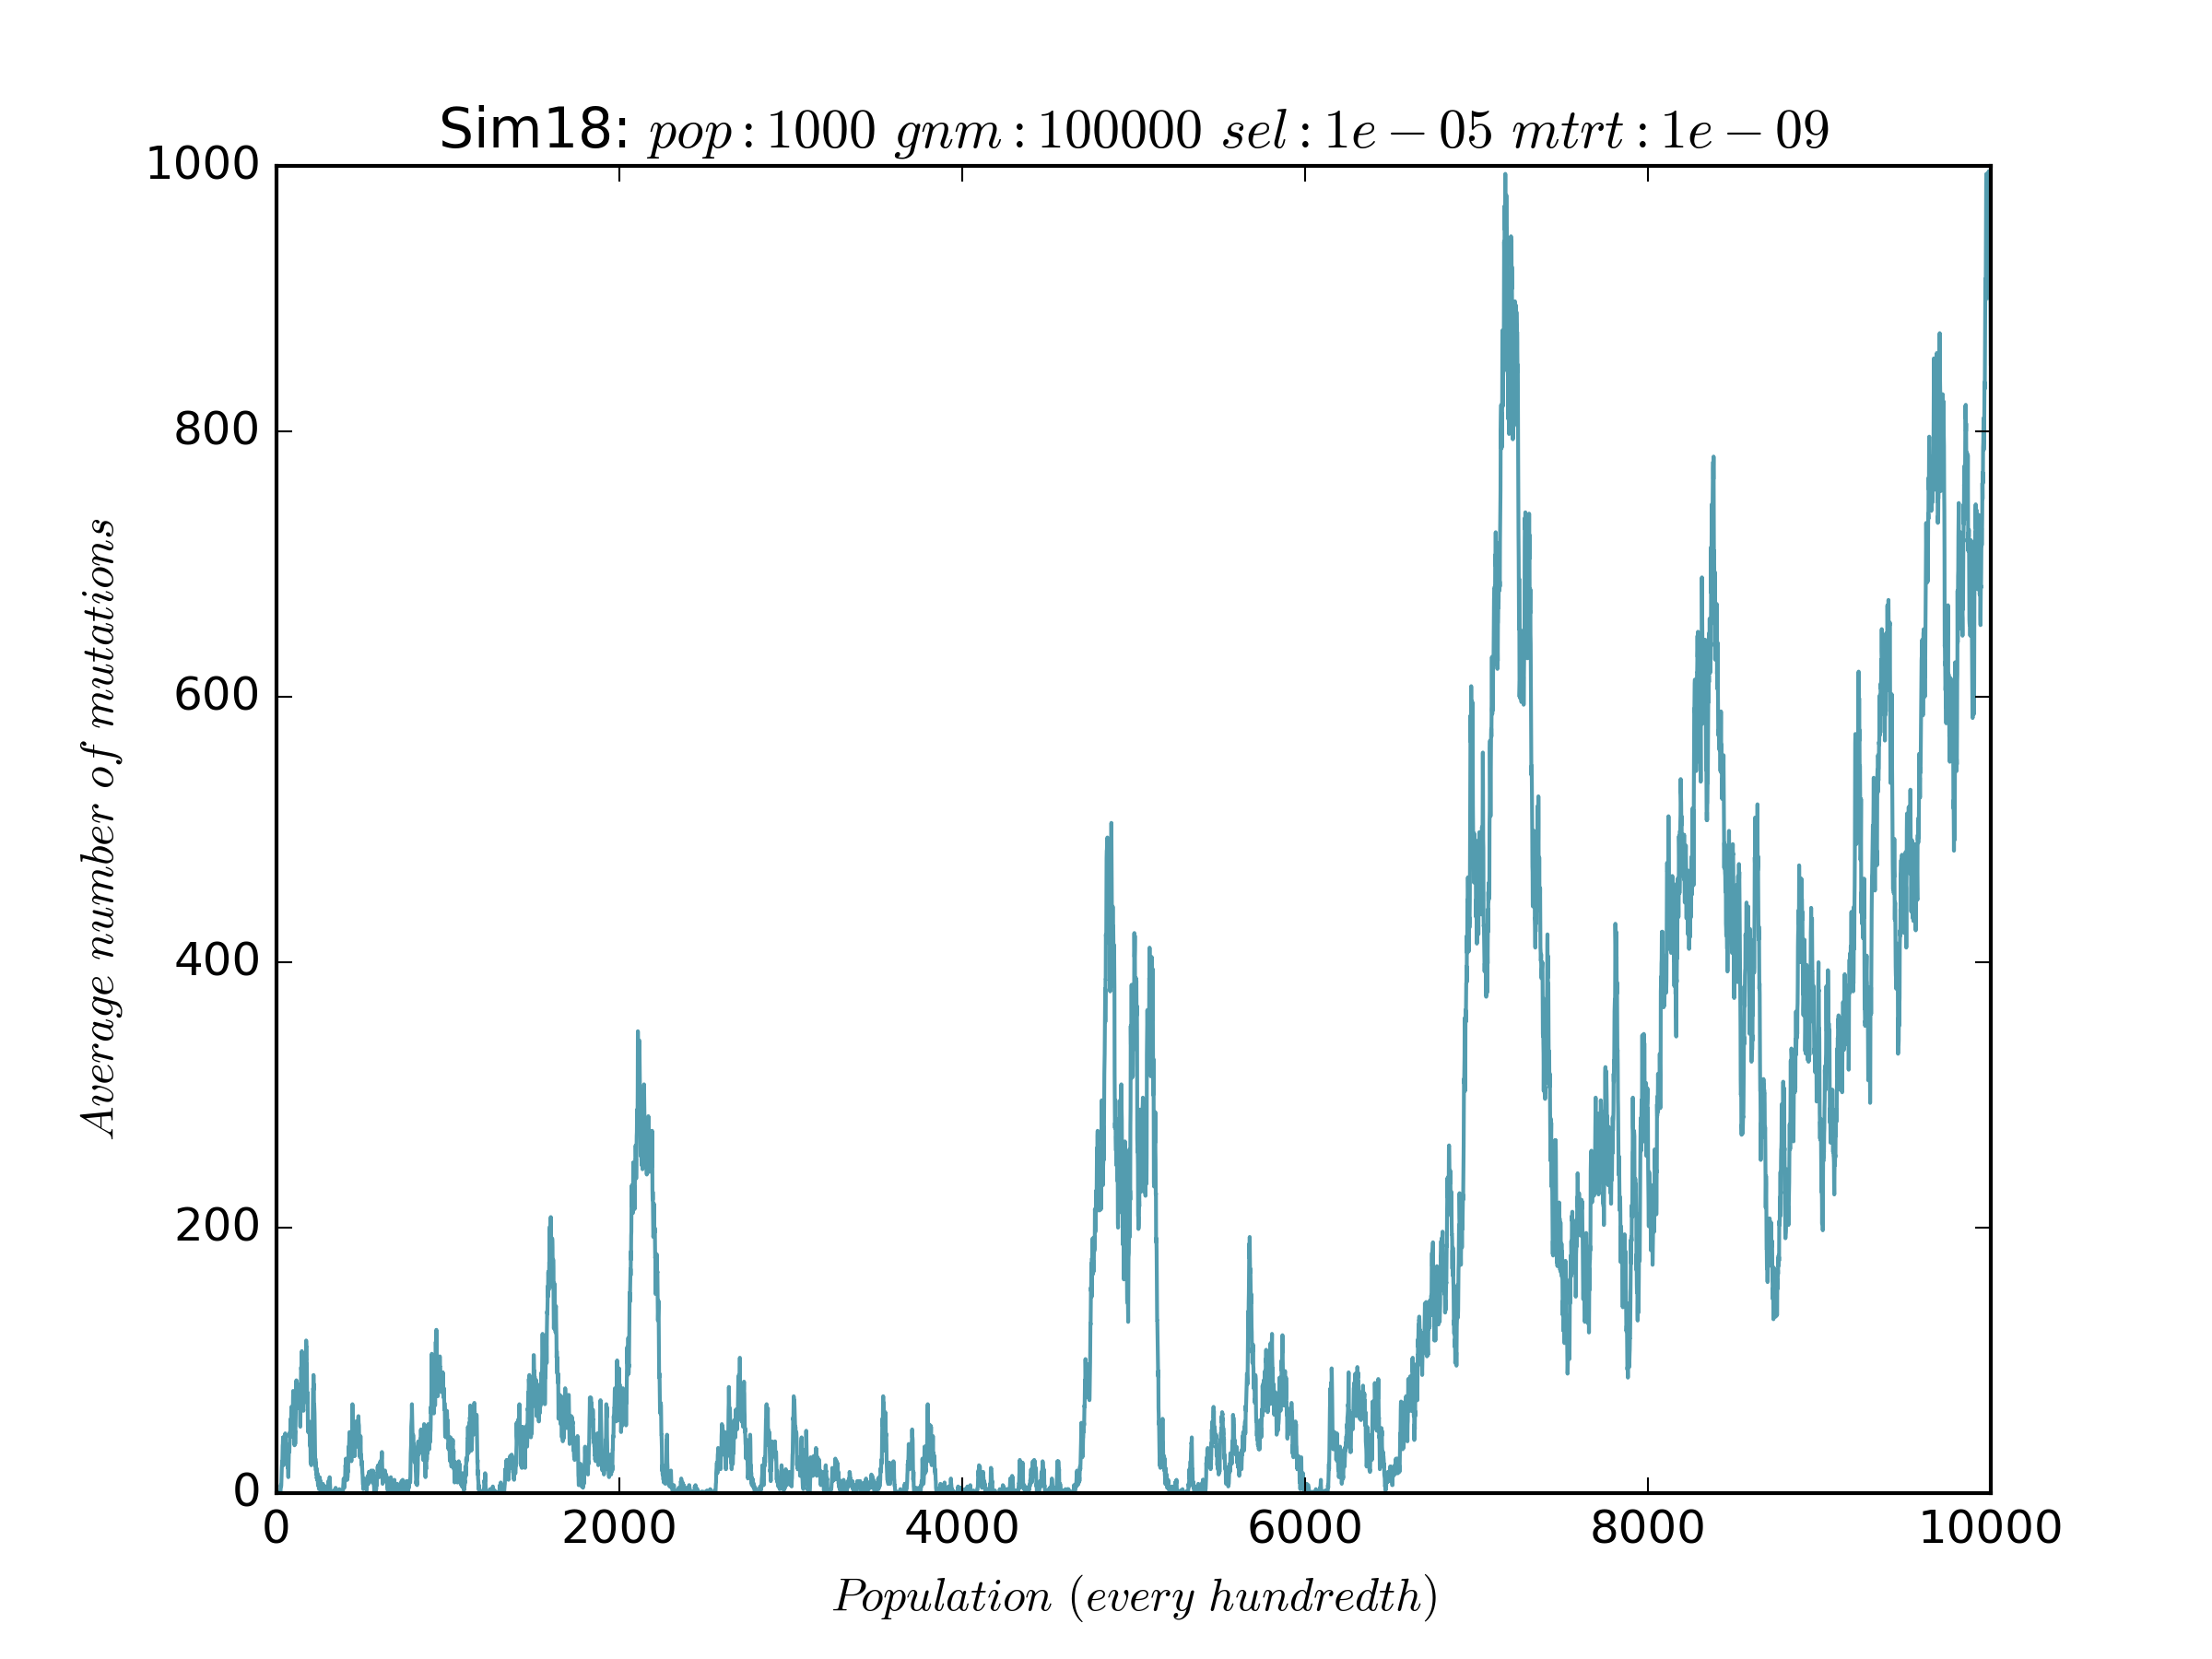 Sim18: pop : 1000 gnm : 100000 sel : 1e − 05 mtrt : 1e − 09
1000
800
600
400
200
0
Average number of mutations
0 2000 4000 6000 8000 10000
Population (every hundredth)